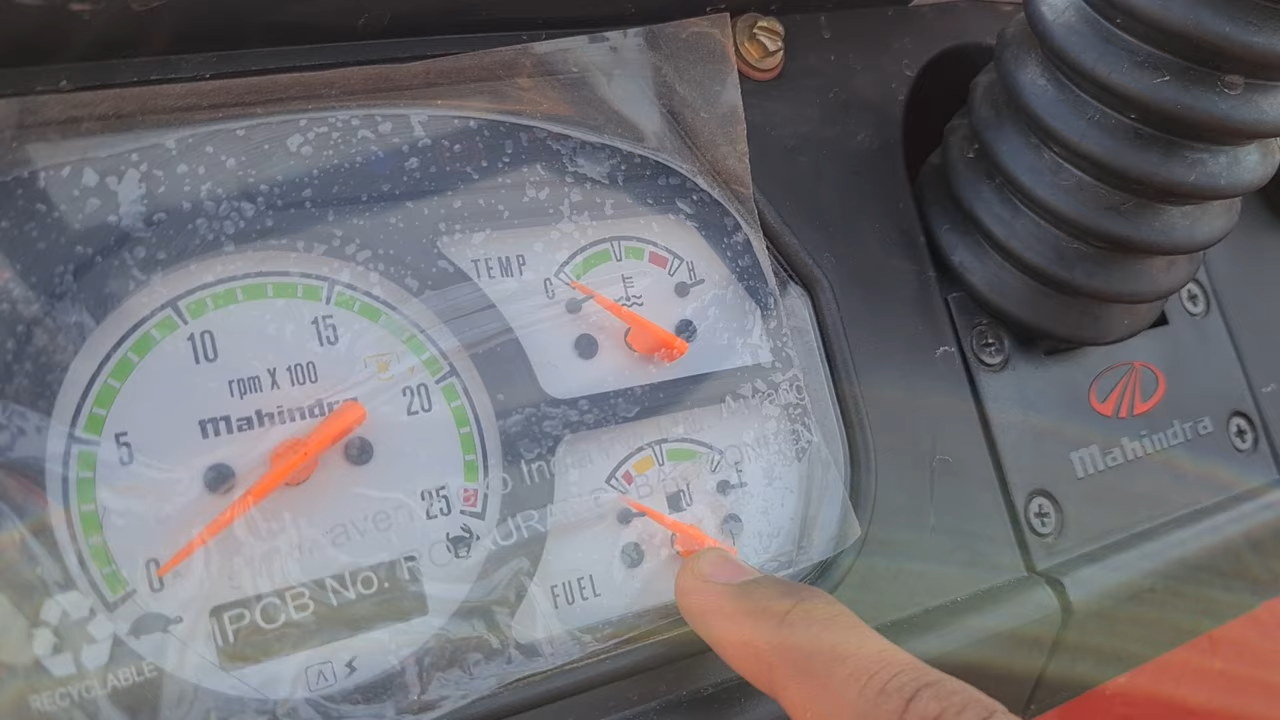 TEMP
C
H
10
15
5
rpm X 100
20
Mahindra
25
0
E
FUEL
IPCB No.
RECYCLABLE
Mahindra